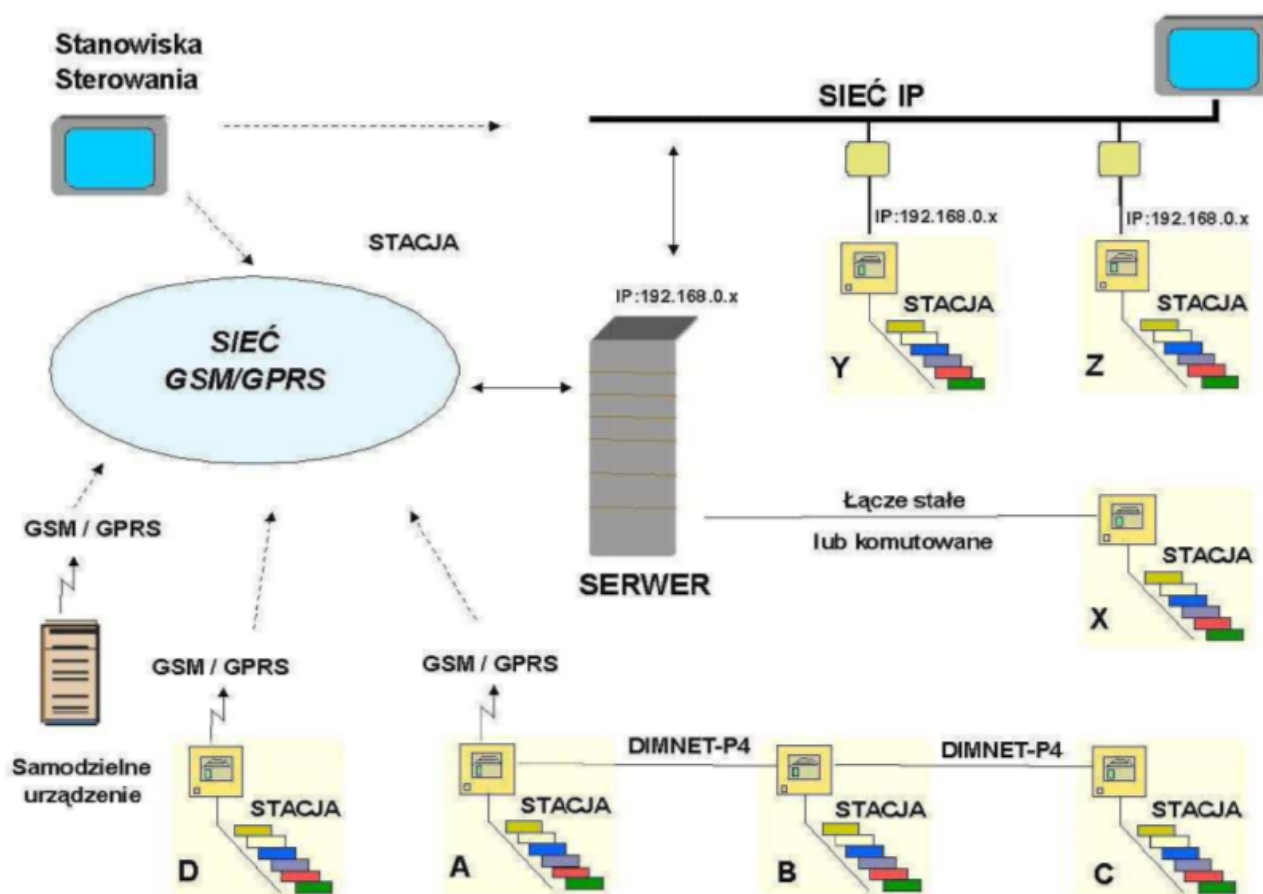 Stanowiska
Sterowania
SIEĆ IP
IP:192.168.0.x
IP:192.168.0.x
STACJA
IP:192.168.0.x
STACJA
STACJA
SIEĆ
GSM/GPRS
Y
Z
Łącze stałe
lub komutowane
GSM / GPRS
STACJA
SERWER
X
GSM / GPRS
GSM / GPRS
Samodzielne
urządzenie
DIMNET-P4
DIMNET-P4
STACJA
STACJA
STACJA
STACJA
D
A
B
C